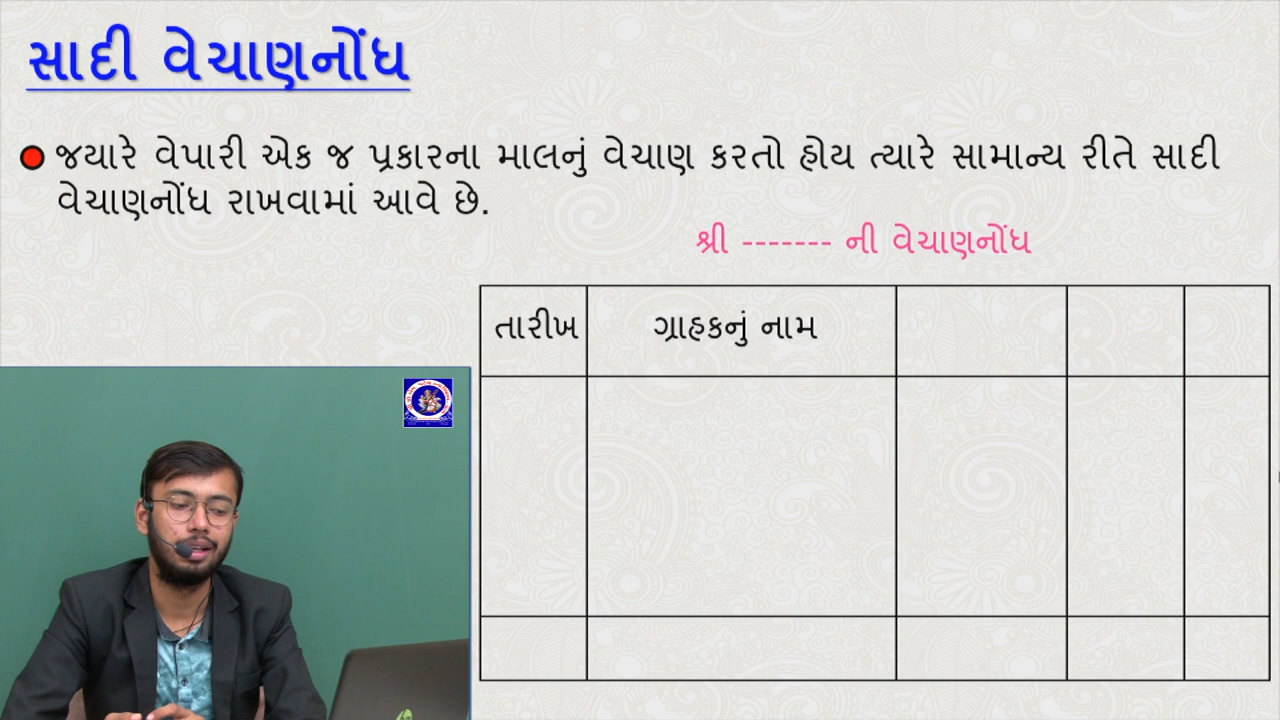 સાદી વેચાણનોંધ
જયારે વેપારી એક જ પ્રકારના માલનું વેચાણ કરતો હોય ત્યારે સામાન્ય રીતે સાદી
વેચાણનોંધ રાખવામાં આવે છે.
શ્રી ------- ની વેચાણનોંધ
તારીખ ગ્રાહકનું નામ